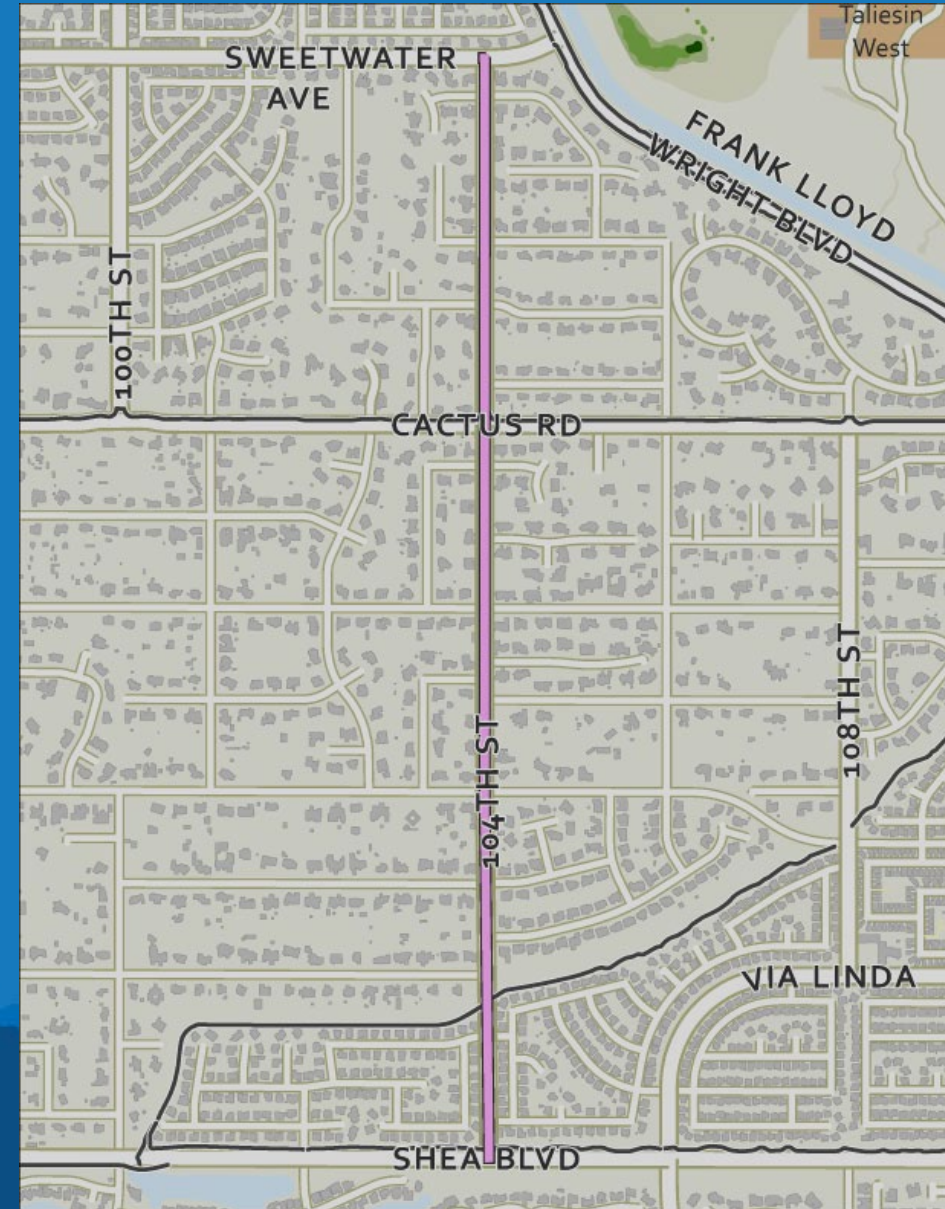 Taliesin
West
SWEETWATER
AVE
FRANK LLOYD
WRIGHT BLVD
100TH ST
CACTUS RD
108TH ST
104TH ST
VIA LINDA
SHEA BLVD